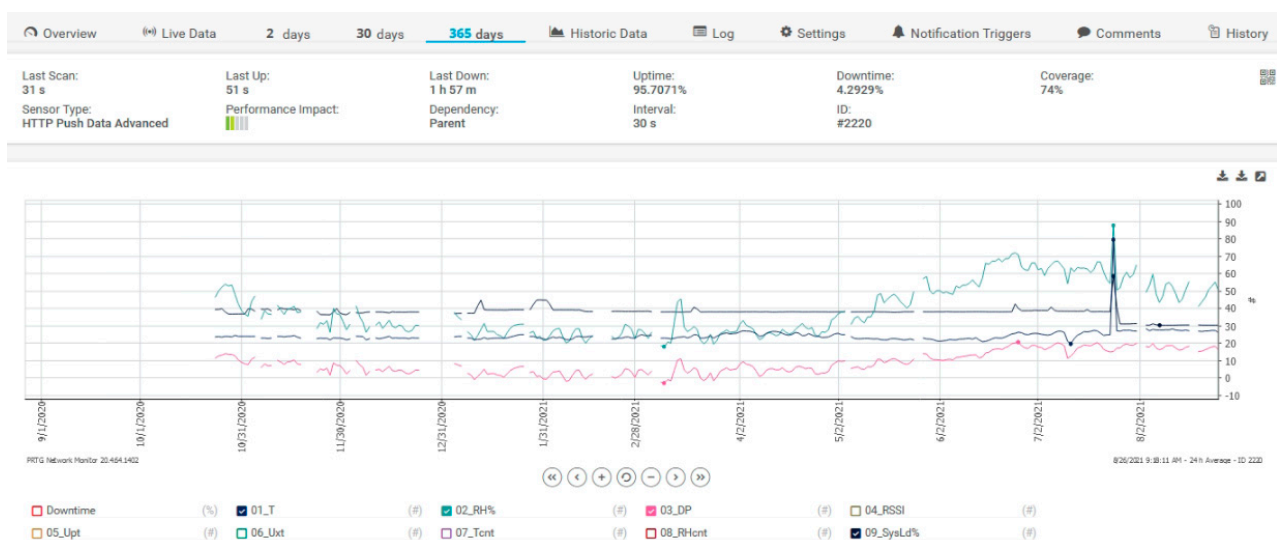 Overview Live Data 2 days 30 days 365 days Historic Data Log Settings Notification Triggers Comments History
Last Scan: Last Up: Last Down: Uptime: Downtime: Coverage:
31 s 51 s 1 h 57 m 95.7071% 4.2929% 74%
Sensor Type: Performance Impact: Dependency: Interval: ID:
HTTP Push Data Advanced Parent 30 s #2220
100
90
80
70
60
50
40
30
20
10
0
-10
#
9/1/2020 10/1/2020 10/31/2020 11/30/2020 12/31/2020 1/31/2021 2/28/2021 4/2/2021 5/2/2021 6/2/2021 7/2/2021 8/2/2021
PRTG Network Monitor 20.4.64.1402 8/26/2021 9:18:11 AM - 24 h Average - ID 2220
Downtime (%) 01_T (#) 02_RH% (#) 03_DP (#) 04_RSSI (#)
05_Upt (#) 06_Uxt (#) 07_Tcnt (#) 08_RHcnt (#) 09_SysLd% (#)